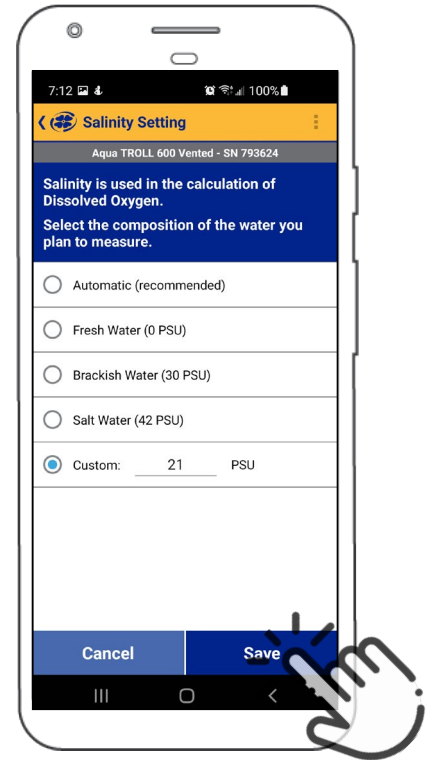 7:12 100%
Salinity Setting
Aqua TROLL 600 Vented - SN 793624
Salinity is used in the calculation of
Dissolved Oxygen.
Select the composition of the water you
plan to measure.
Automatic (recommended)
Fresh Water (0 PSU)
Brackish Water (30 PSU)
Salt Water (42 PSU)
Custom: 21 PSU
Cancel Save